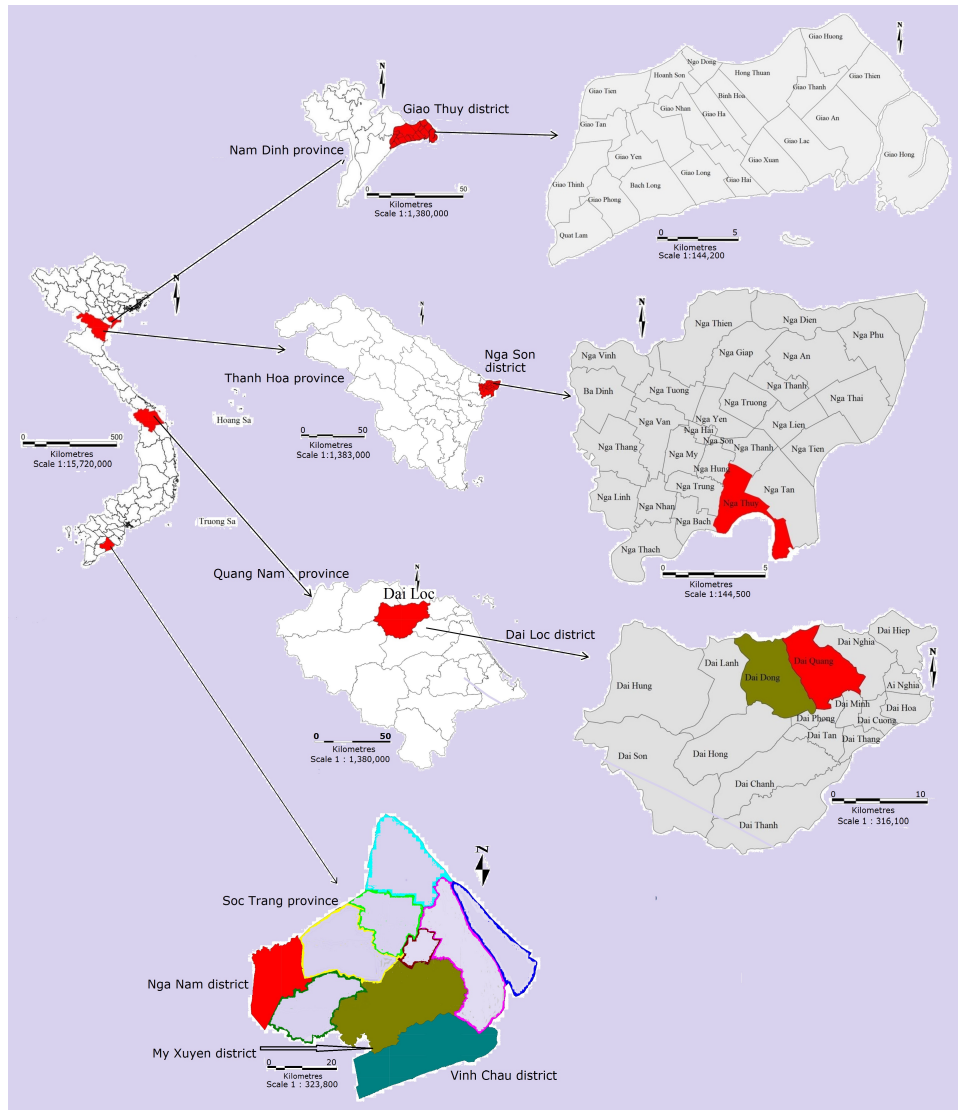 N
Giao Thuy district
Nam Dinh province
0 50
Kilometres
Scale 1:1,380,000
N
Giao Huong
Ngo Dong
Hoanh Son
Hong Thuan
Giao Thien
Giao Tien
Binh Hoa
Giao Thanh
Giao Nhan
Giao Ha
Giao An
Giao Tan
Giao Lac
Giao Hong
Giao Yen
Giao Xuan
Giao Long
Giao Hai
Giao Thinh
Bach Long
Giao Phong
Quat Lam
0 5
Kilometres
Scale 1:144,200
N
Hoang Sa
Truong Sa
0 500
Kilometres
Scale 1:15,720,000
N
Nga Son
district
Thanh Hoa province
0 50
Kilometres
Scale 1:1,383,000
N
Nga Thien
Nga Dien
Nga Phu
Nga Vinh
Nga Giap
Nga An
Ba Dinh
Nga Tuong
Nga Thanh
Nga Truong
Nga Thai
Nga Van
Nga Yen
Nga Hai
Nga Lien
Nga Son
Nga Thang
Nga My
Nga Thanh
Nga Tien
Nga Hung
Nga Linh
Nga Trung
Nga Tan
Nga Nhan
Nga Thuy
Nga Bach
Nga Thach
0 5
Kilometres
Scale 1:144,500
Quang Nam province
N
Dai Loc
Dai Loc district
0 50
Kilometres
Scale 1 : 1,380,000
Dai Hiep
Dai Nghia
N
Dai Lanh
Dai Quang
Dai Dong
Dai Hung
Ai Nghia
Dai Minh
Dai Hoa
Dai Phong
Dai Cuong
Dai Tan
Dai Thang
Dai Son
Dai Hong
Dai Chanh
Dai Thanh
0 10
Kilometres
Scale 1 : 316,100
N
Soc Trang province
Nga Nam district
My Xuyen district
0 20
Kilometres
Scale 1 : 323,800
Vinh Chau district